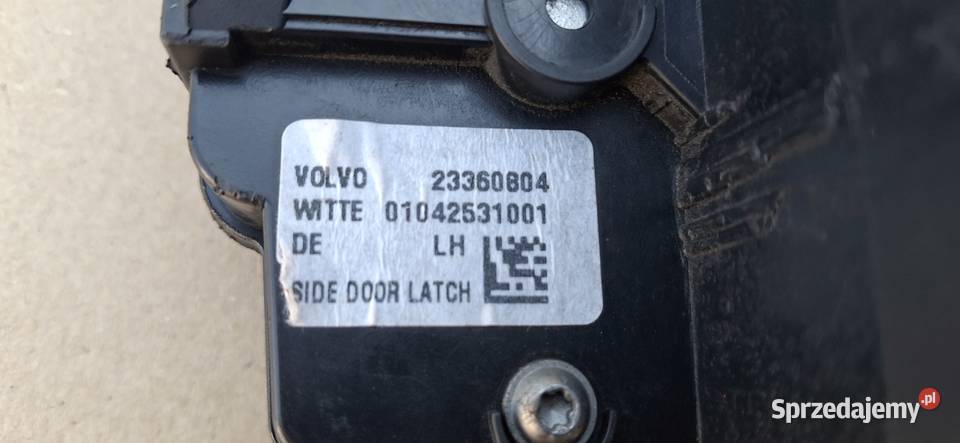 VOLVO 23360804
WITTE 01042531001
DE LH
SIDE DOOR LATCH
Sprzedajemy.pl